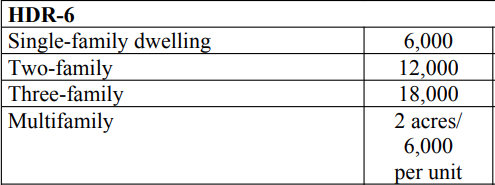 HDR-6
Single-family dwelling 6,000
Two-family 12,000
Three-family 18,000
Multifamily 2 acres/
6,000
per unit